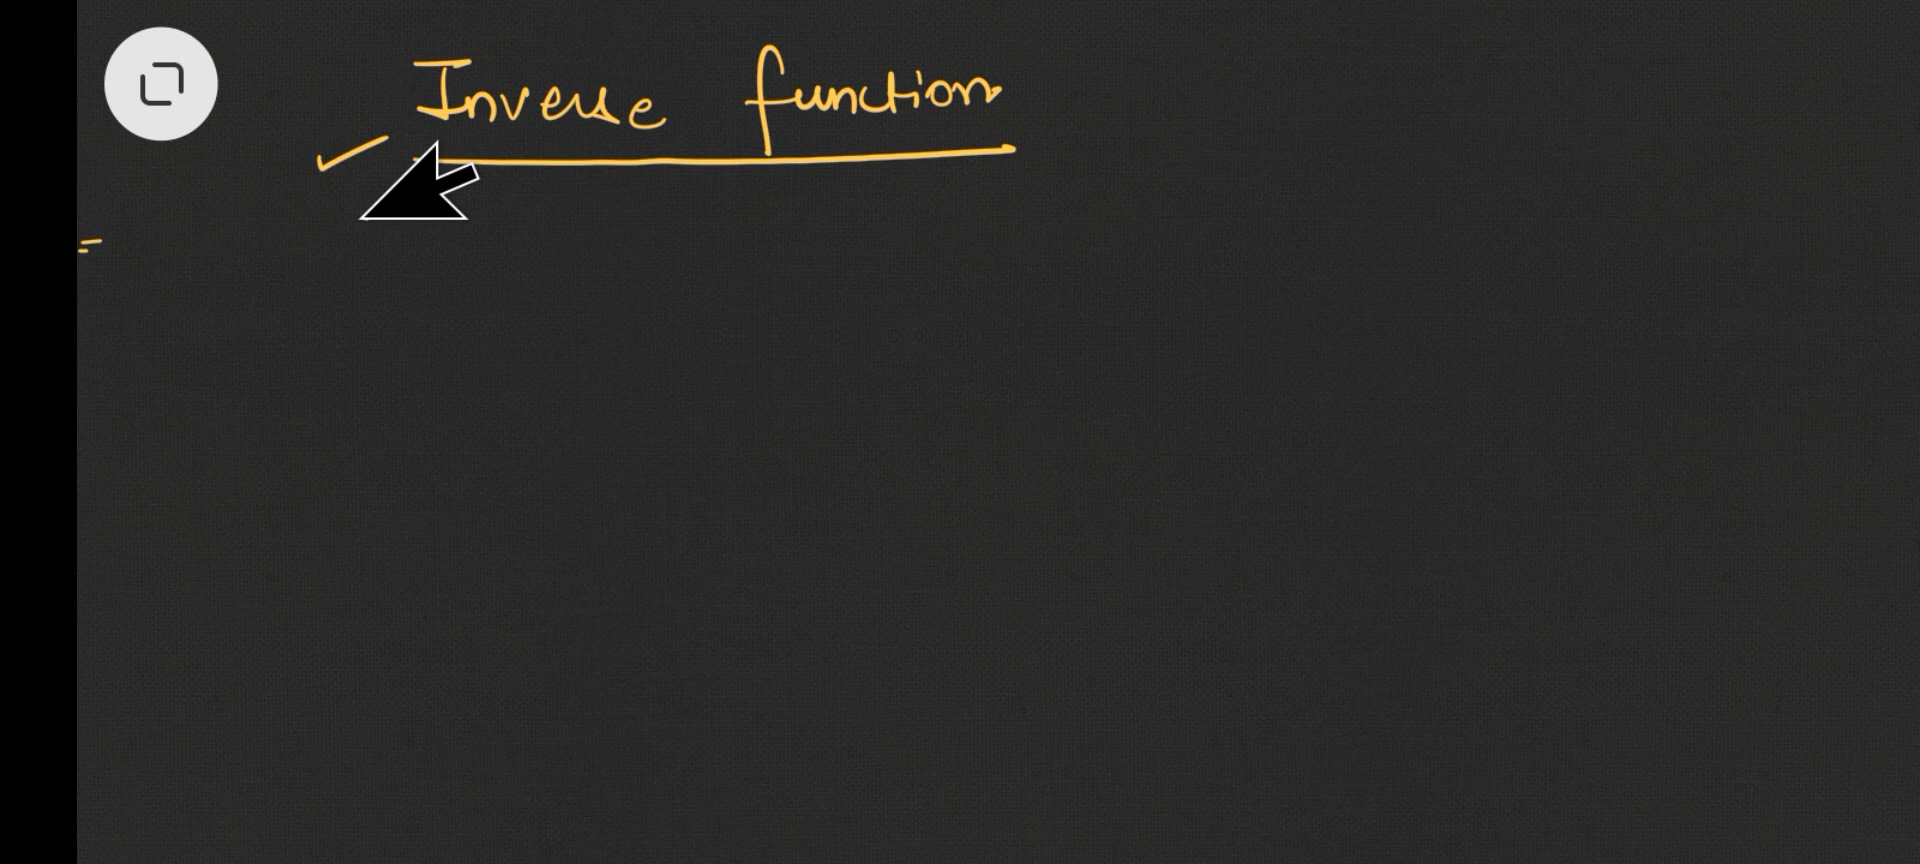 Inverse function
=